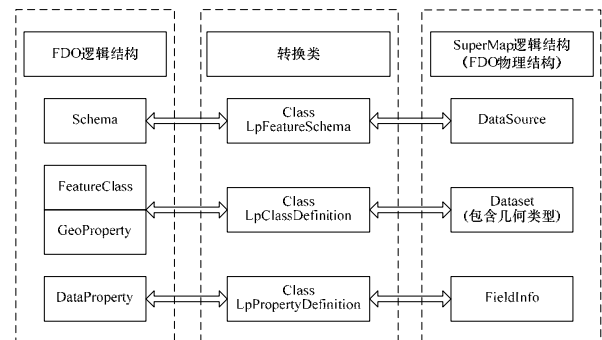 FDO逻辑结构
转换类
SuperMap逻辑结构
（FDO物理结构）
Schema
Class
LpFeatureSchema
DataSource
FeatureClass
GeoProperty
Class
LpClassDefinition
Dataset
(包含几何类型)
DataProperty
Class
LpPropertyDefinition
FieldInfo